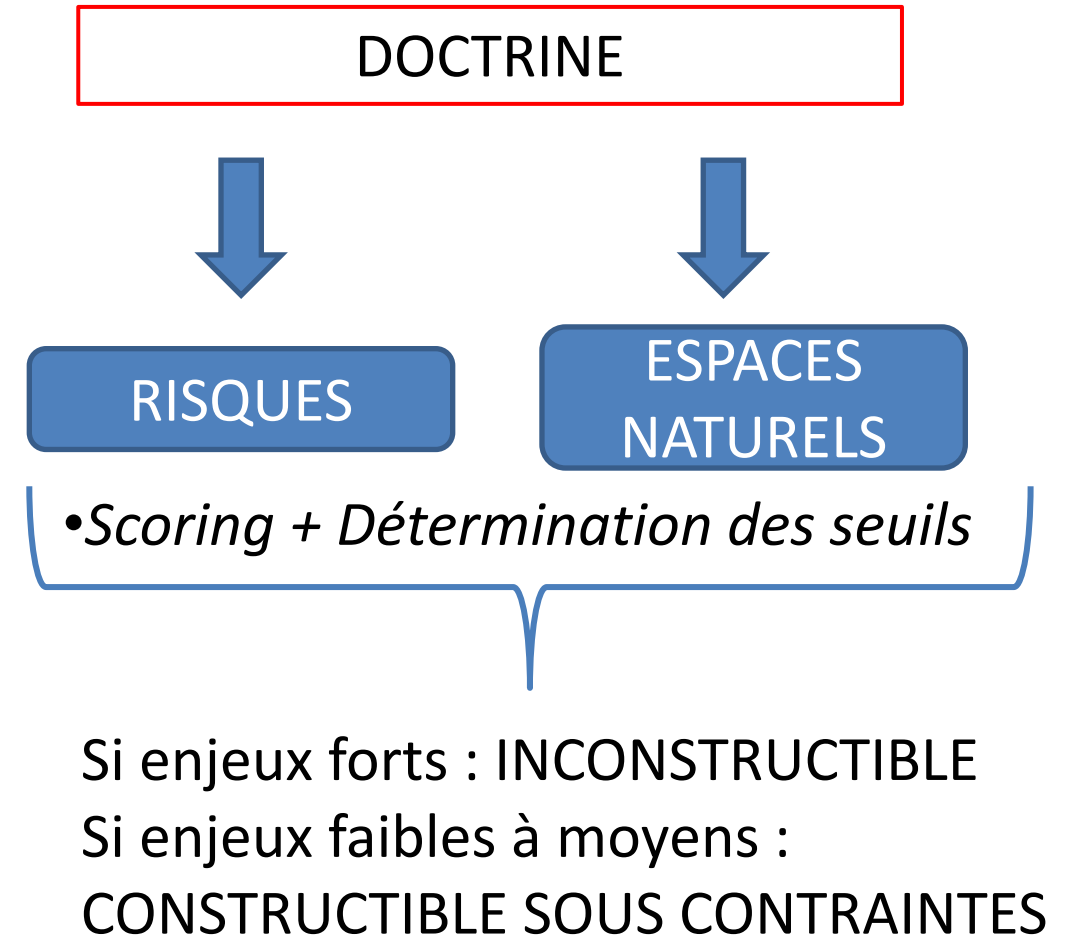 DOCTRINE
RISQUES
ESPACES
NATURELS
•Scoring + Détermination des seuils
Si enjeux forts : INCONSTRUCTIBLE
Si enjeux faibles à moyens :
CONSTRUCTIBLE SOUS CONTRAINTES